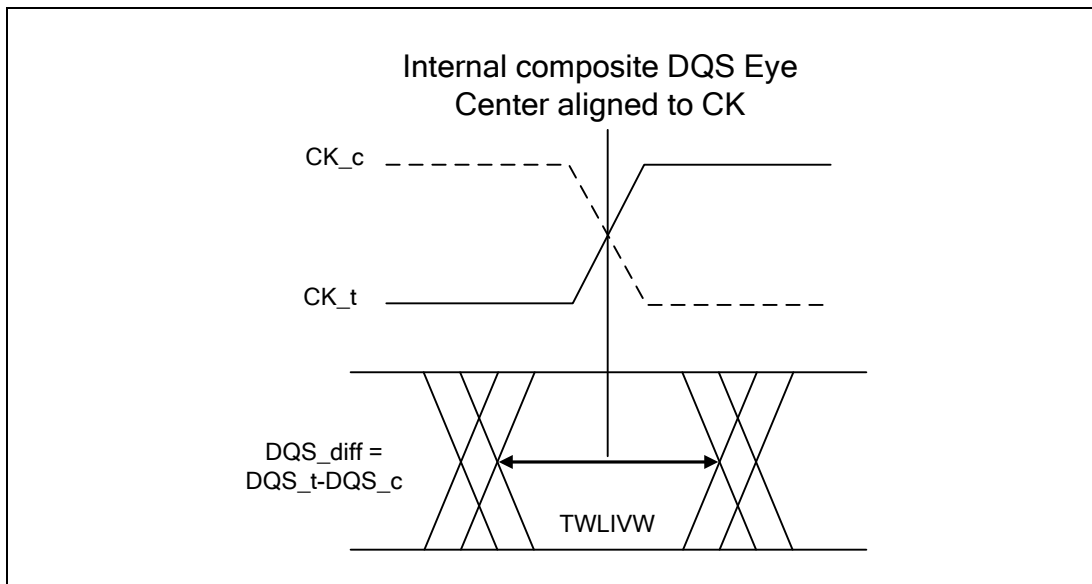 Internal composite DQS Eye
Center aligned to CK
CK_c
CK_t
DQS_diff =
DQS_t-DQS_c
TWLIVW